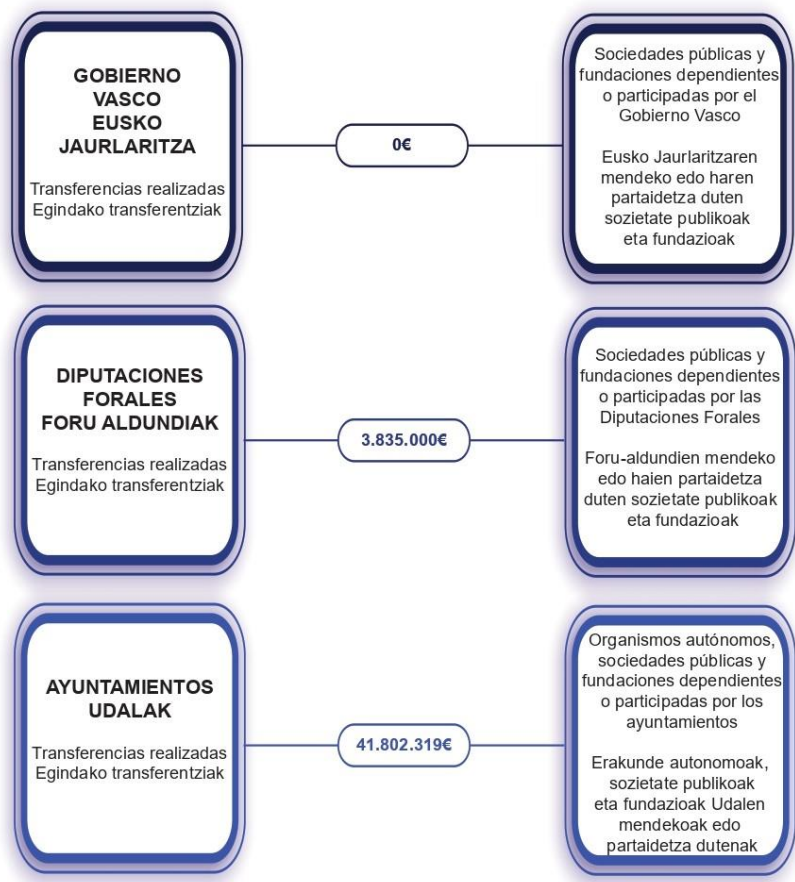 GOBIERNO
VASCO
EUSKO
JAURLARITZA
Transferencias realizadas
Egindako transferentziak
0€
Sociedades públicas y
fundaciones dependientes
o participadas por el
Gobierno Vasco
Eusko Jaurlaritzaren
mendeko edo haren
partaidetza duten
sozietate publikoak
eta fundazioak
DIPUTACIONES
FORALES
FORU ALDUNDIAK
Transferencias realizadas
Egindako transferentziak
3.835.000€
Sociedades públicas y
fundaciones dependientes
o participadas por las
Diputaciones Forales
Foru-aldundien mendeko
edo haien partaidetza
duten sozietate publikoak
eta fundazioak
AYUNTAMIENTOS
UDALAK
Transferencias realizadas
Egindako transferentziak
41.802.319€
Organismos autónomos,
sociedades públicas y
fundaciones dependientes
o participadas por los
ayuntamientos
Erakunde autonomoak,
sozietate publikoak
eta fundazioak Udalen
mendekoak edo
partaidetza dutenak